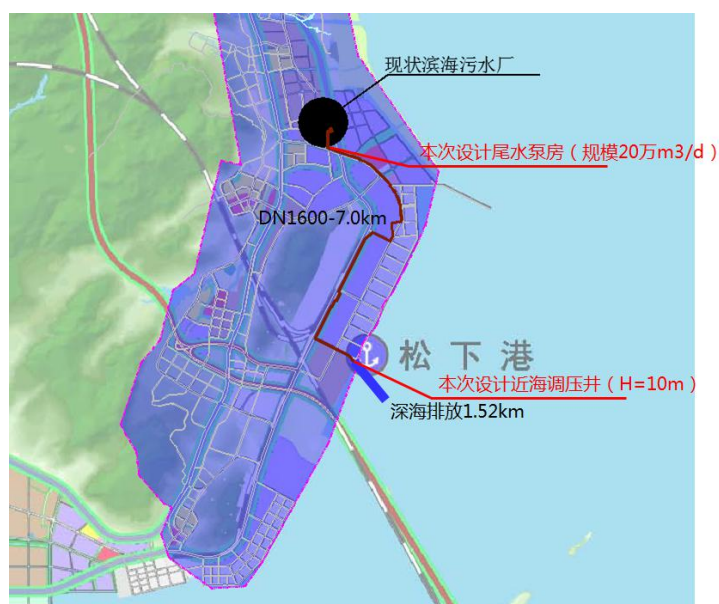 现状滨海污水厂
本次设计尾水泵房（规模20万m3/d）
DN1600-7.0km
松下港
本次设计近海调压井（H=10m）
深海排放1.52km